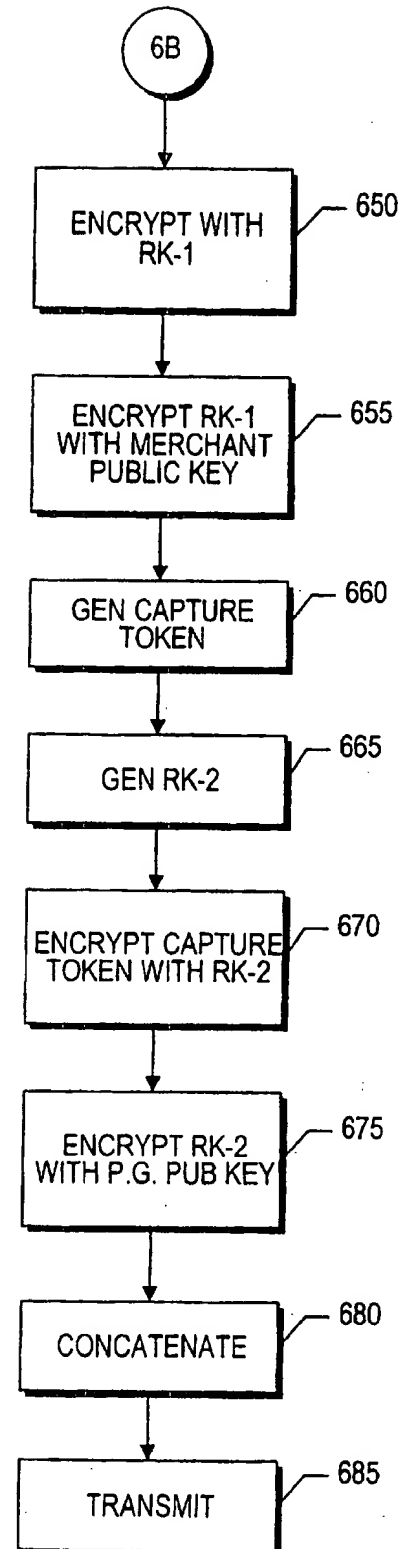 6B
ENCRYPT WITH
RK-1
650
ENCRYPT RK-1
WITH MERCHANT
PUBLIC KEY
655
GEN CAPTURE
TOKEN
660
GEN RK-2
665
ENCRYPT CAPTURE
TOKEN WITH RK-2
670
ENCRYPT RK-2
WITH P.G. PUB KEY
675
CONCATENATE
680
TRANSMIT
685